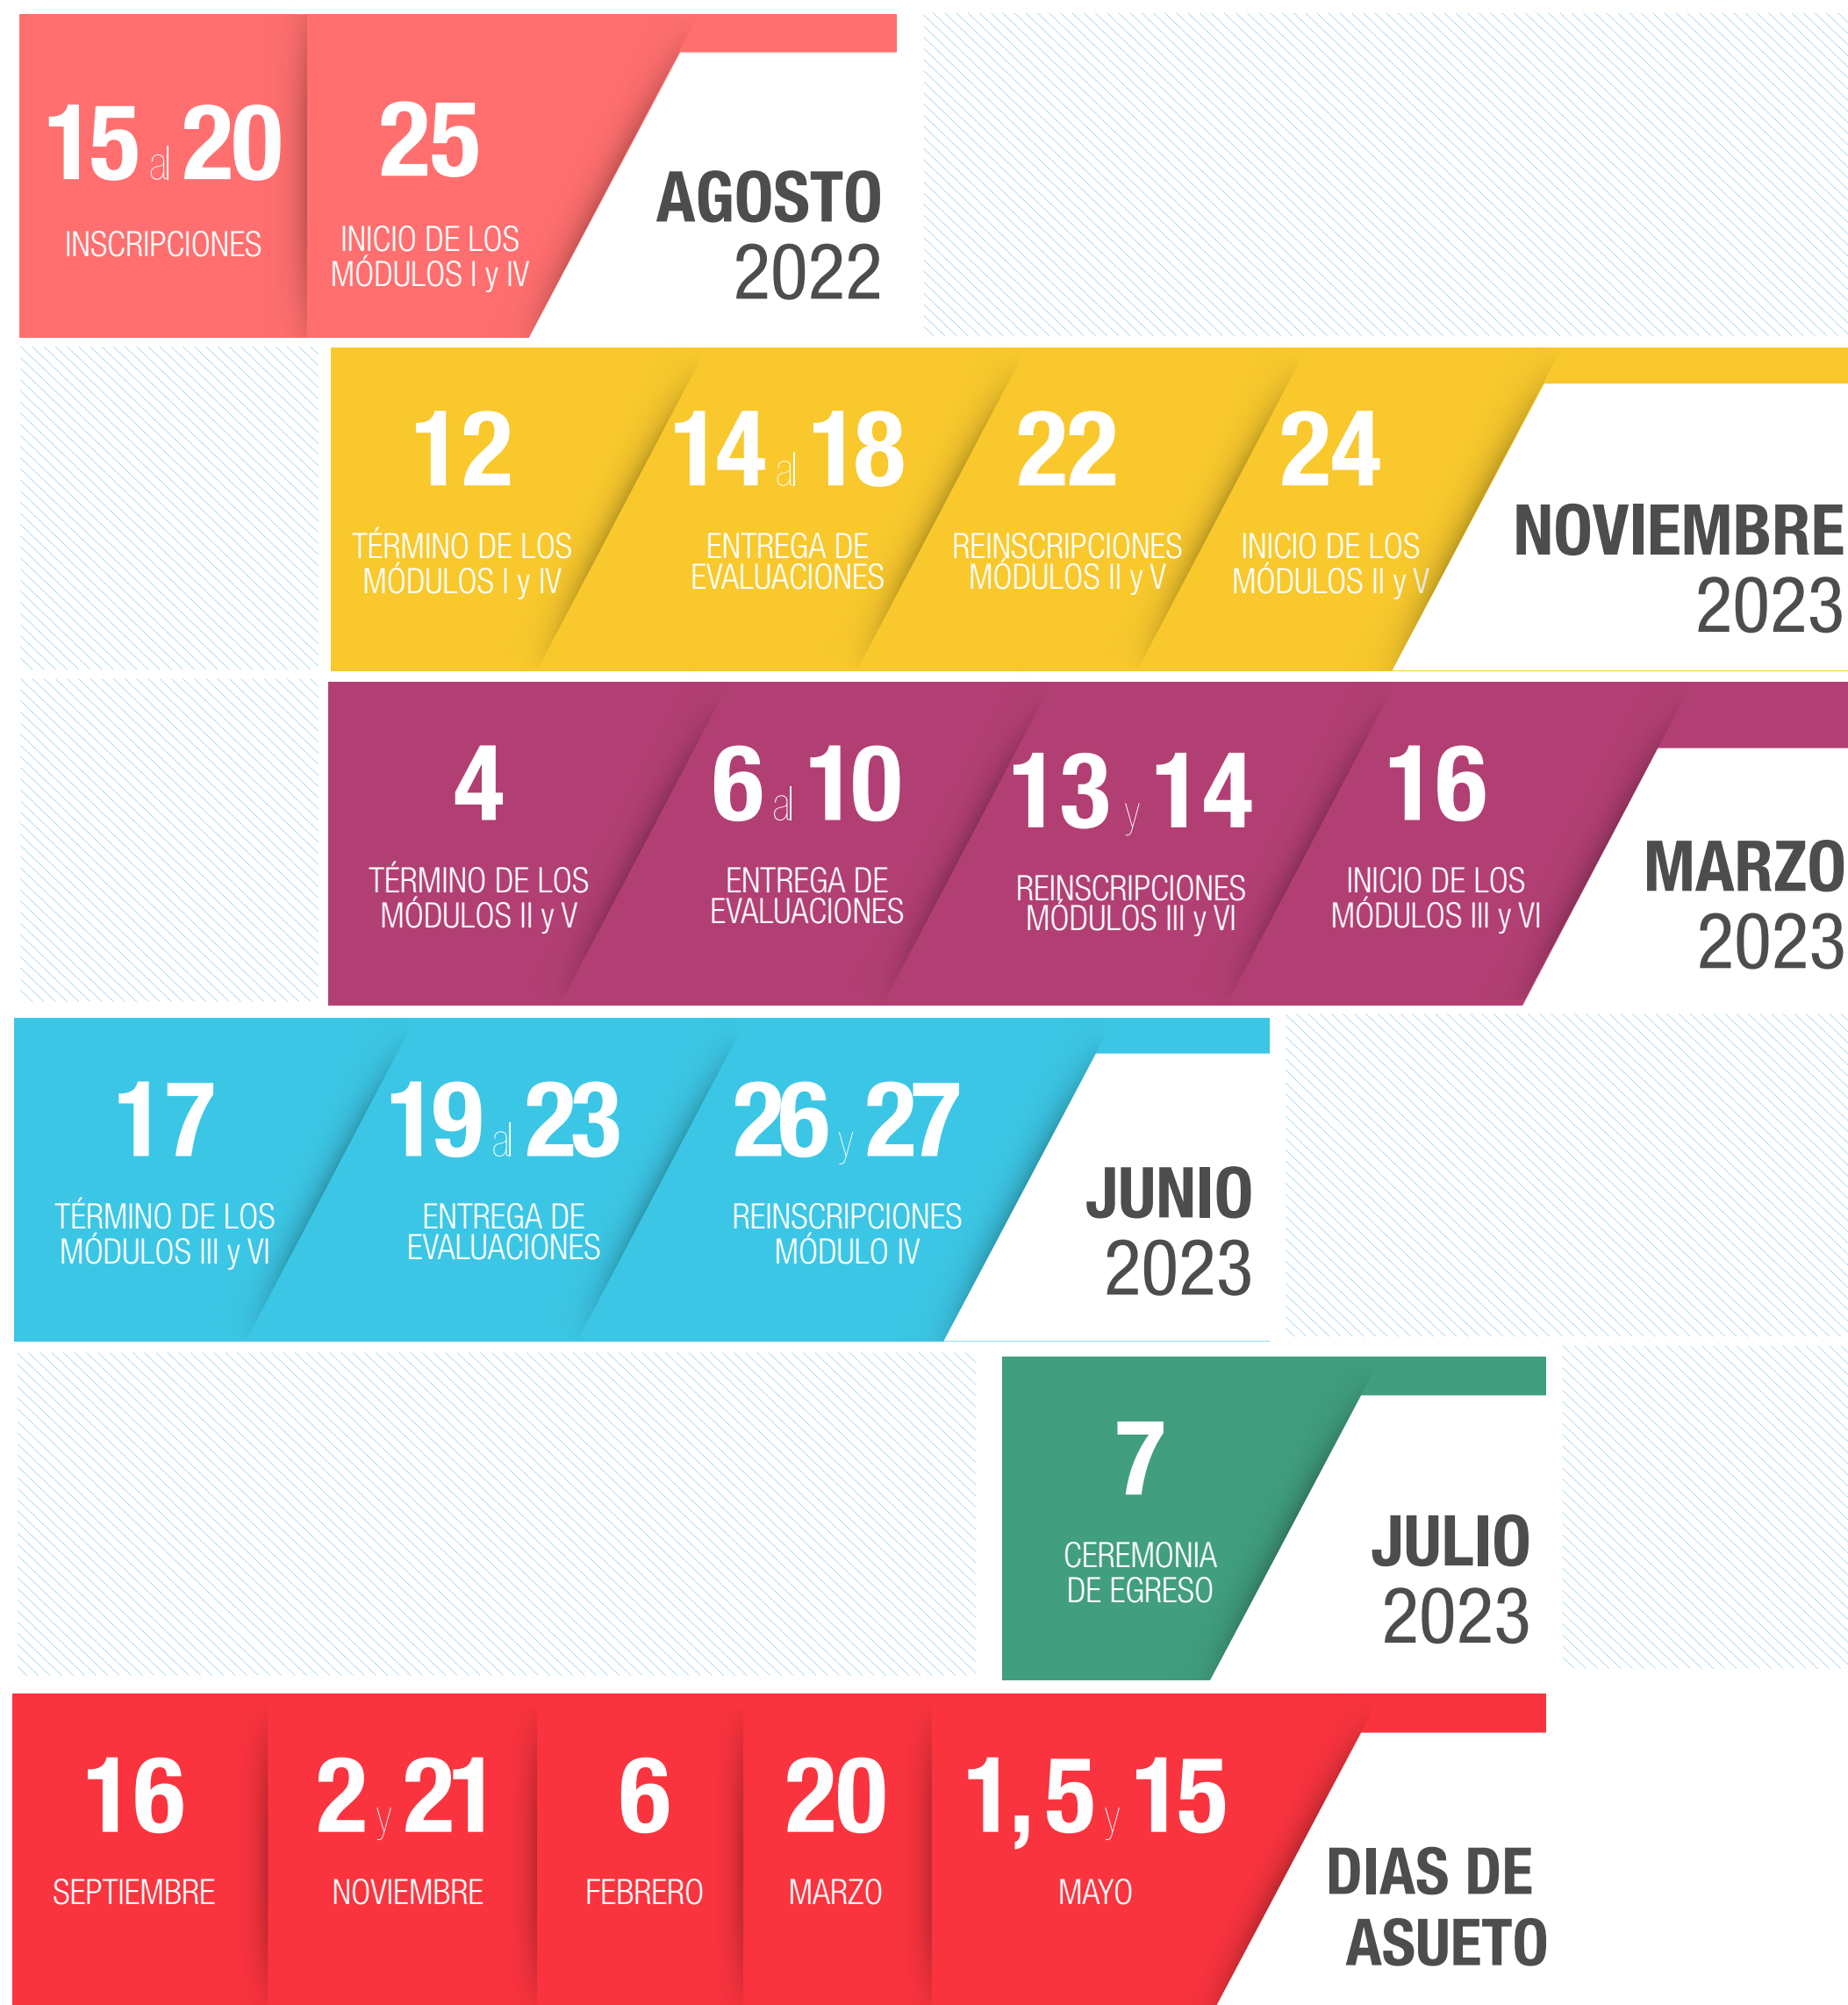 15 al 20
INSCRIPCIONES
25
INICIO DE LOS
MÓDULOS I y IV
AGOSTO
2022
12
TÉRMINO DE LOS
MÓDULOS I y IV
14 al 18
ENTREGA DE
EVALUACIONES
22
REINSCRIPCIONES
MÓDULOS II y V
24
INICIO DE LOS
MÓDULOS II y V
NOVIEMBRE
2023
4
TÉRMINO DE LOS
MÓDULOS II y V
6 al 10
ENTREGA DE
EVALUACIONES
13 y 14
REINSCRIPCIONES
MÓDULOS III y VI
16
INICIO DE LOS
MÓDULOS III y VI
MARZO
2023
17
TÉRMINO DE LOS
MÓDULOS III y VI
19 al 23
ENTREGA DE
EVALUACIONES
26 y 27
REINSCRIPCIONES
MÓDULO IV
JUNIO
2023
7
CEREMONIA
DE EGRESO
JULIO
2023
16
SEPTIEMBRE
2 y 21
NOVIEMBRE
6
FEBRERO
20
MARZO
1, 5 y 15
MAYO
DIAS DE
ASUETO